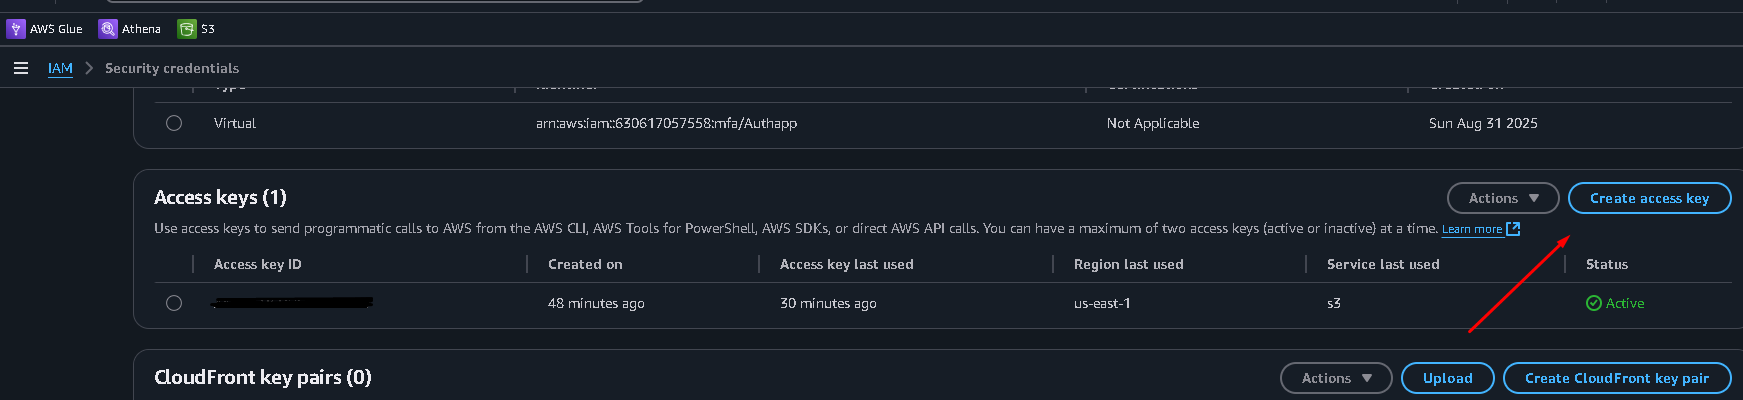 AWS Glue Athena S3
IAM > Security credentials
Type Identifier Certifications Created on
Virtual arn:aws:iam::630617057558:mfa/Authapp Not Applicable Sun Aug 31 2025
Access keys (1) Actions Create access key
Use access keys to send programmatic calls to AWS from the AWS CLI, AWS Tools for PowerShell, AWS SDKs, or direct AWS API calls. You can have a maximum of two access keys (active or inactive) at a time. Learn more
Access key ID Created on Access key last used Region last used Service last used Status
48 minutes ago 30 minutes ago us-east-1 s3 Active
CloudFront key pairs (0) Actions Upload Create CloudFront key pair